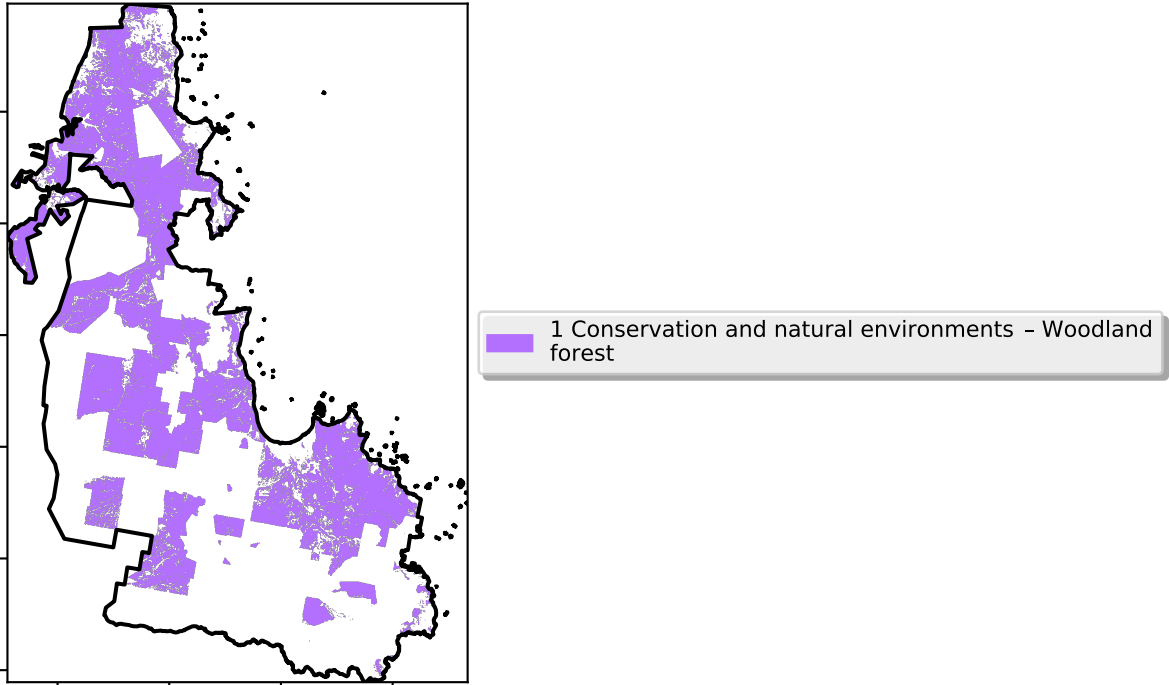 1 Conservation and natural environments – Woodland
forest